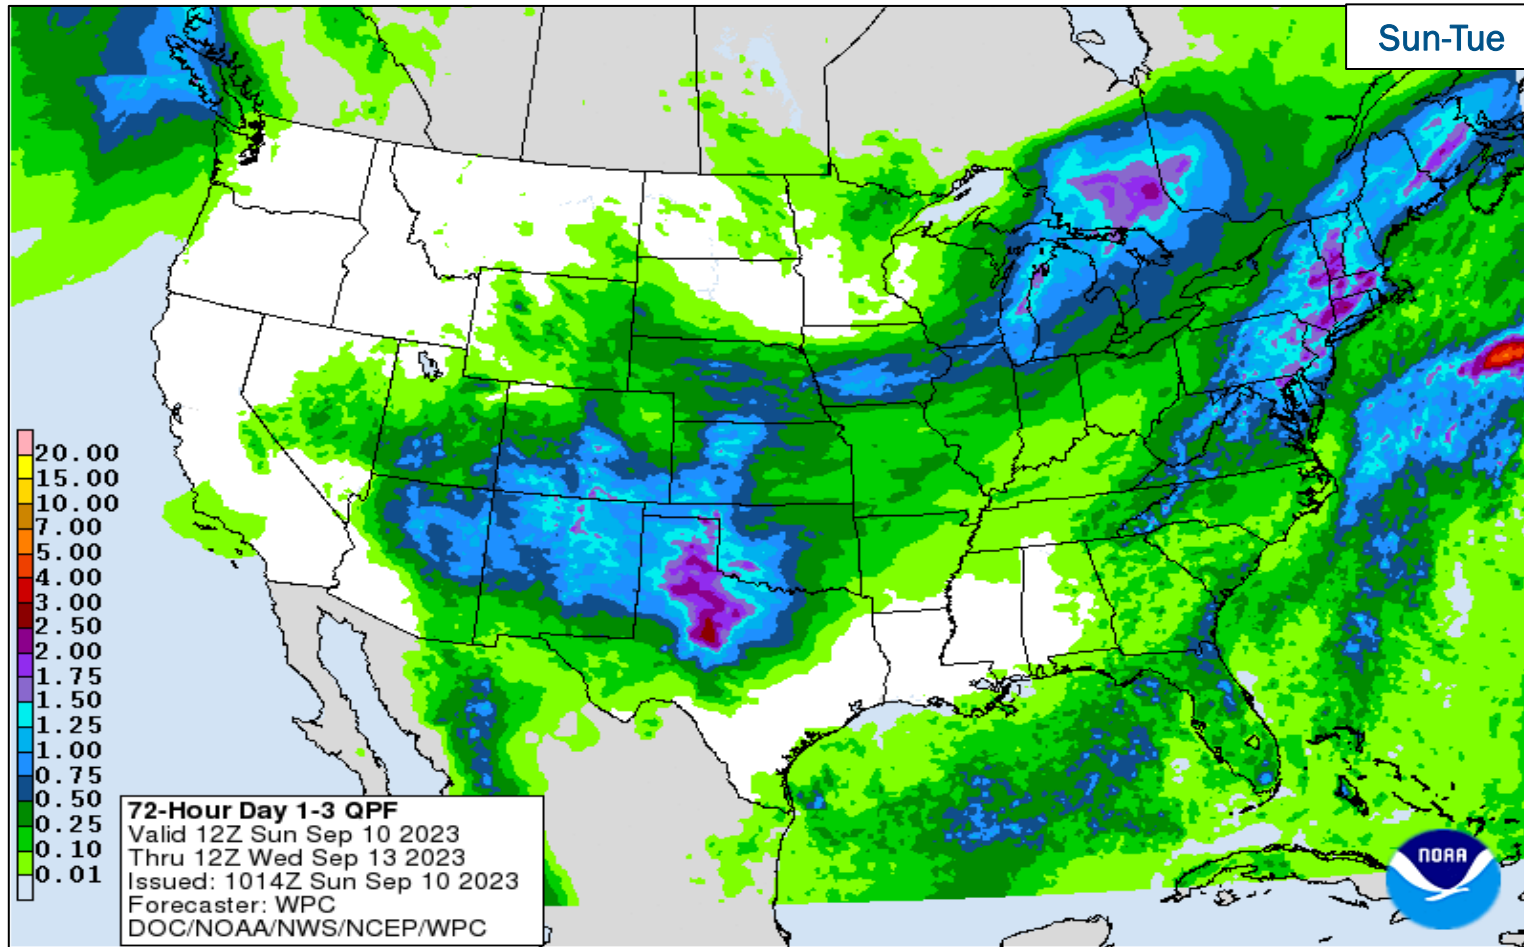 Sun-Tue
20.00
15.00
10.00
7.00
5.00
4.00
3.00
2.50
2.00
1.75
1.50
1.25
1.00
0.75
0.50
0.25
0.10
0.01
72-Hour Day 1-3 QPF
Valid 12Z Sun Sep 10 2023
Thru 12Z Wed Sep 13 2023
Issued: 1014Z Sun Sep 10 2023
Forecaster: WPC
DOC/NOAA/NWS/NCEP/WPC
NOAA